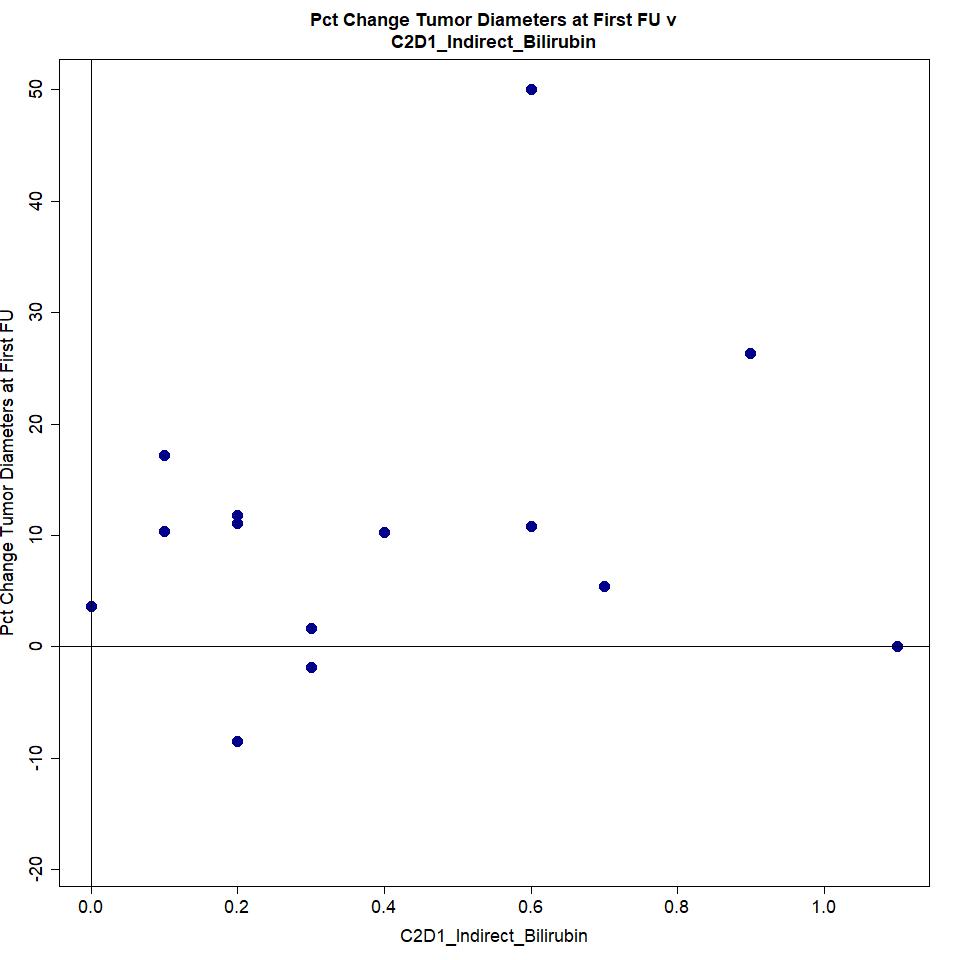 Pct Change Tumor Diameters at First FU v
C2D1_Indirect_Bilirubin
Pct Change Tumor Diameters at First FU
50
40
30
20
10
0
-10
-20
0.0 0.2 0.4 0.6 0.8 1.0
C2D1_Indirect_Bilirubin